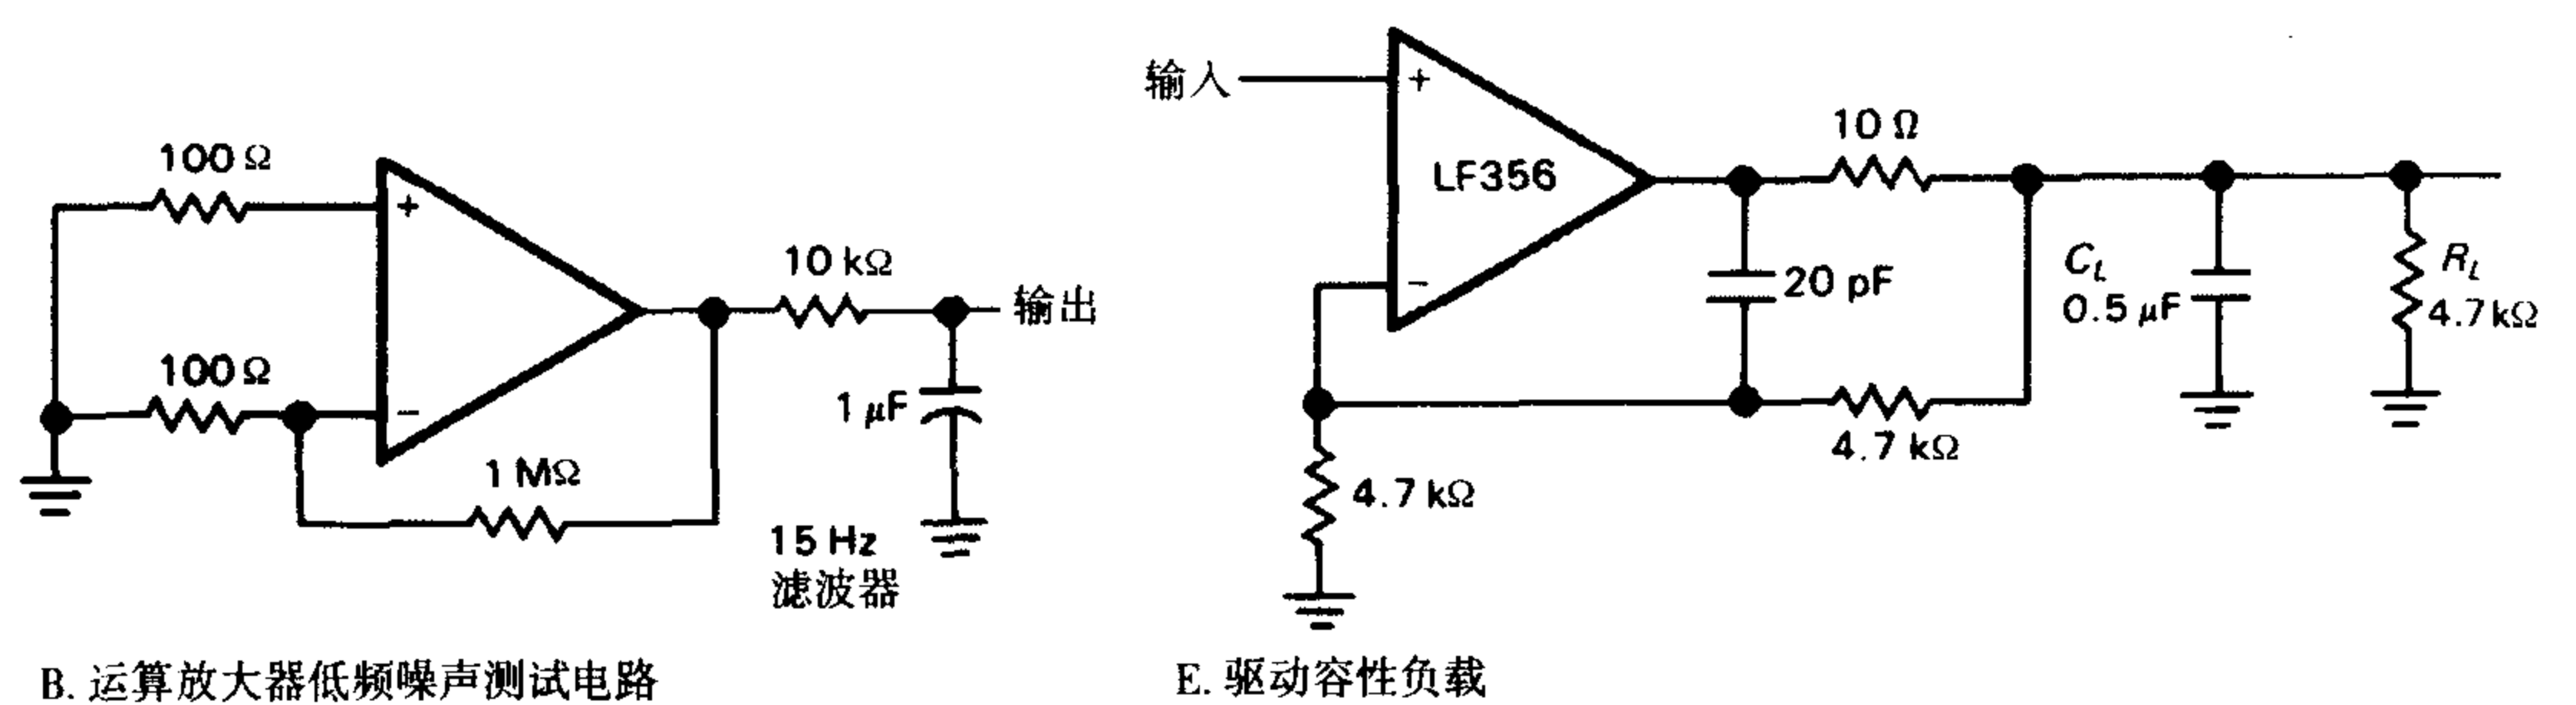 100 Ω
+
100 Ω
−
1 MΩ
10 kΩ
输出
1 μF
15 Hz
滤波器
B. 运算放大器低频噪声测试电路
输入
+
LF356
−
10 Ω
20 pF
4.7 kΩ
4.7 kΩ
CL
0.5 μF
RL
4.7 kΩ
E. 驱动容性负载